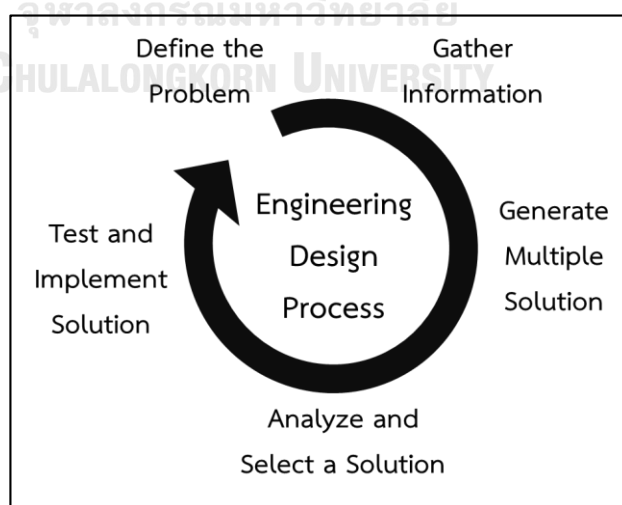 จุฬาลงกรณ์มหาวิทยาลัย
CHULALONGKORN UNIVERSITY
Define the
Problem
Gather
Information
Generate
Multiple
Solution
Analyze and
Select a Solution
Test and
Implement
Solution
Engineering
Design
Process